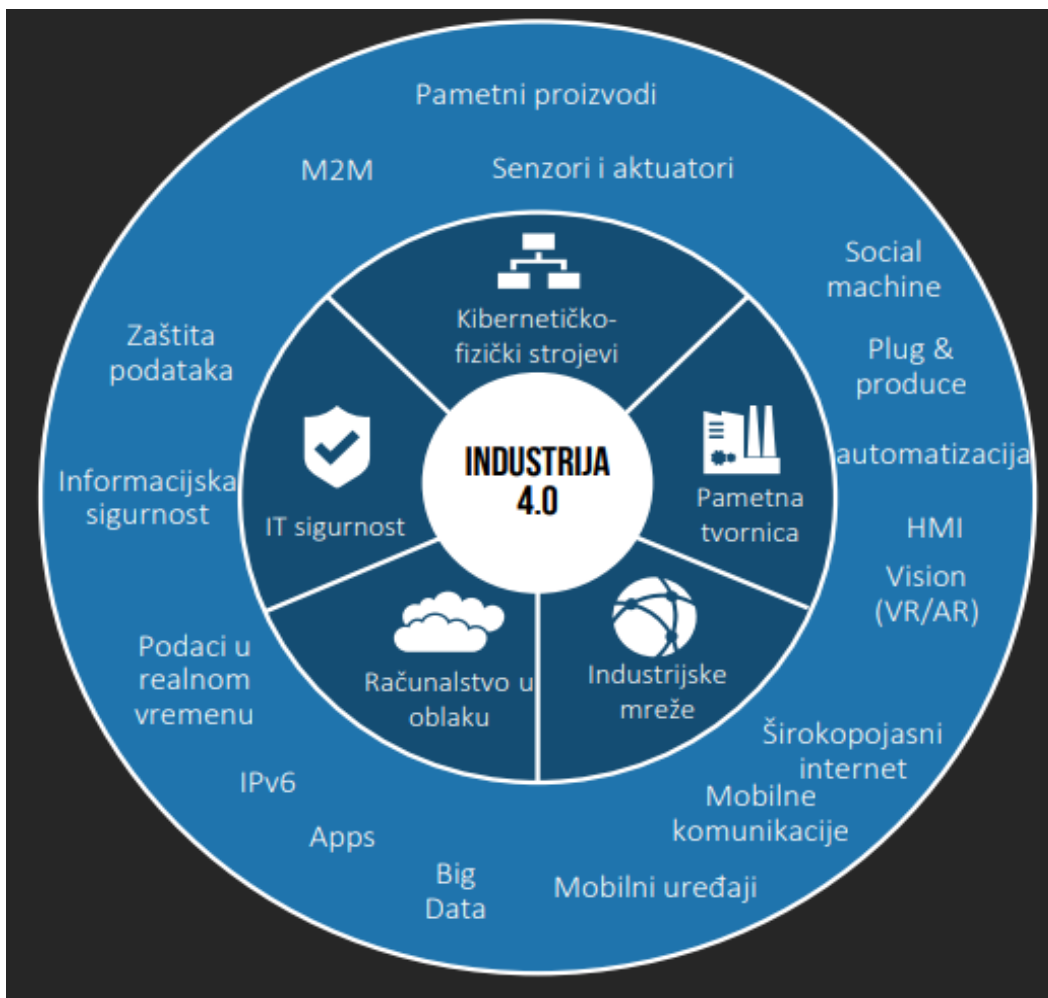 Pametni proizvodi
M2M
Senzori i aktuatori
Social
machine
Zaštita
podataka
Plug &
produce
automatizacija
Informacijska
sigurnost
HMI
Vision
(VR/AR)
Podaci u
realnom
vremenu
Širokopojasni
internet
IPv6
Mobilne
komunikacije
Apps
Big
Data
Mobilni uređaji
Kibernetičko-
fizički strojevi
IT sigurnost
Pametna
tvornica
Računalstvo u
oblaku
Industrijske
mreže
INDUSTRIJA
4.0